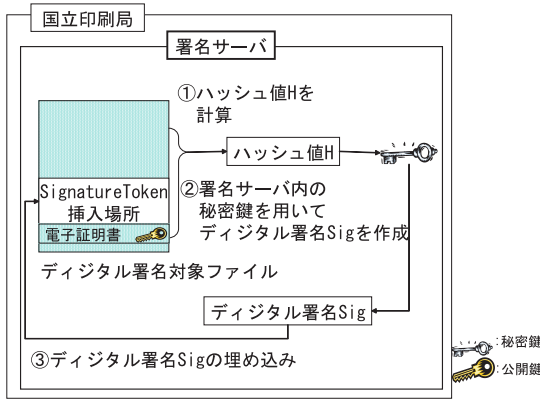 国立印刷局
署名サーバ
①ハッシュ値Hを
計算
ハッシュ値H
SignatureToken
挿入場所
電子証明書
②署名サーバ内の
秘密鍵を用いて
ディジタル署名Sigを作成
ディジタル署名対象ファイル
ディジタル署名Sig
③ディジタル署名Sigの埋め込み
:秘密鍵
:公開鍵